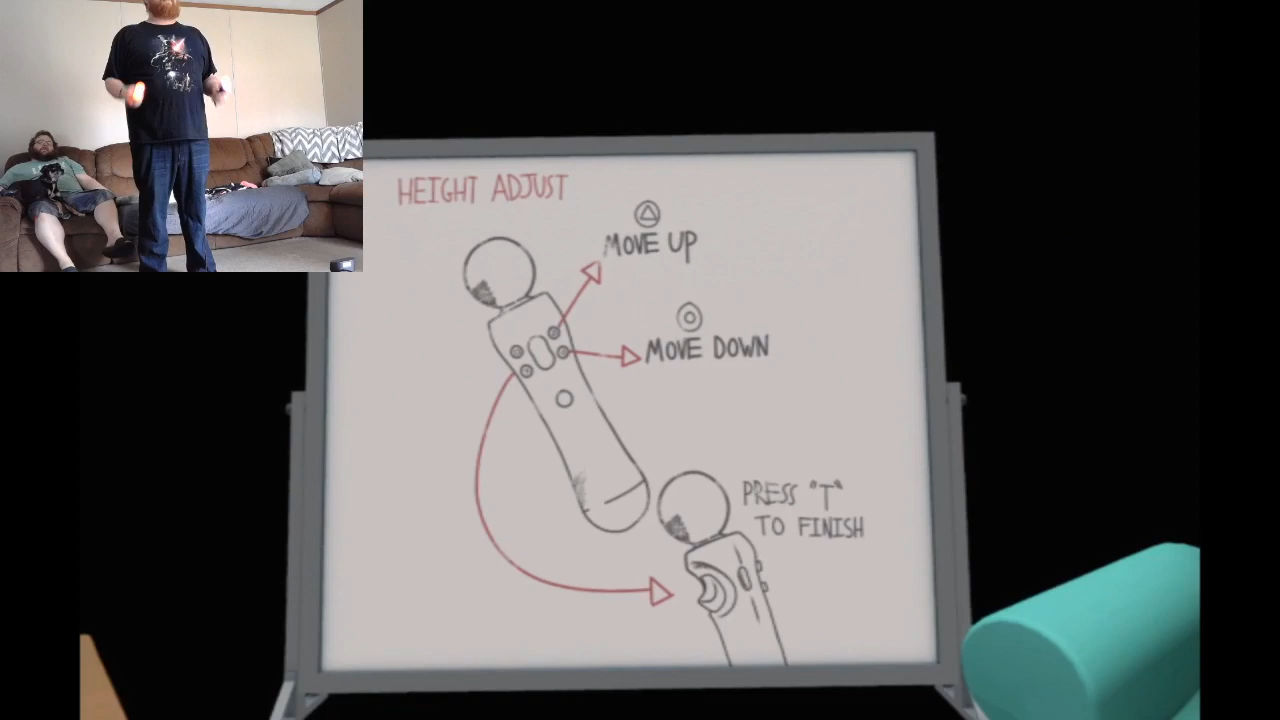 HEIGHT ADJUST
MOVE UP
MOVE DOWN
PRESS "T"
TO FINISH